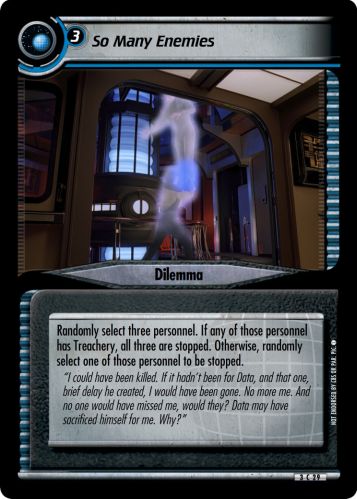 3
So Many Enemies
Dilemma
Randomly select three personnel. If any of those personnel
has Treachery, all three are stopped. Otherwise, randomly
select one of those personnel to be stopped.
“I could have been killed. If it hadn’t been for Data, and that one,
brief delay he created, I would have been gone. No more. And
no one would have missed me, would they? Data may have
sacrificed himself for me. Why?”
NOT ENDORSED BY CBS OR PAR. PIC.
3 C 29